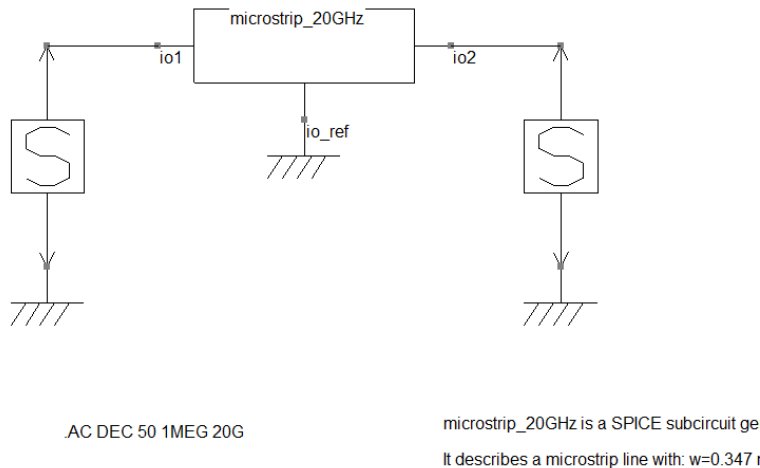 microstrip_20GHz
io1
io2
io_ref
S
S
.AC DEC 50 1MEG 20G
microstrip_20GHz is a SPICE subcircuit ge
It describes a microstrip line with: w=0.347